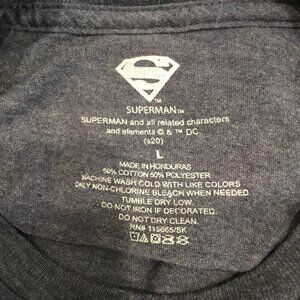 SUPERMAN™
SUPERMAN and all related characters
and elements © & ™ DC.
(s20)
L
MADE IN HONDURAS
50% COTTON 50% POLYESTER
MACHINE WASH COLD WITH LIKE COLORS
ONLY NON-CHLORINE BLEACH WHEN NEEDED.
TUMBLE DRY LOW.
DO NOT IRON IF DECORATED.
DO NOT DRY CLEAN.
RN# 115665/SK